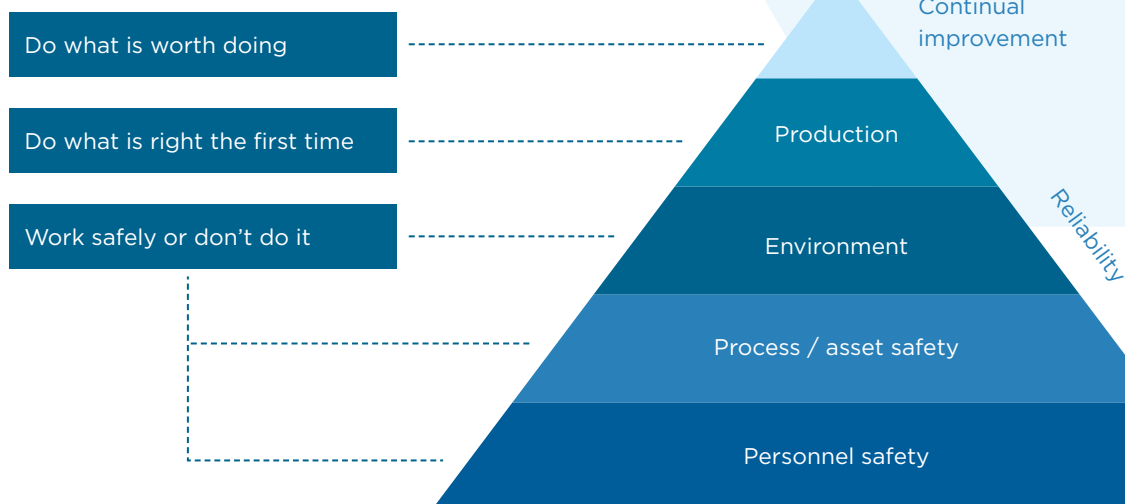 Continual
improvement
Do what is worth doing
Do what is right the first time
Production
Work safely or don’t do it
Environment
Reliability
Process / asset safety
Personnel safety